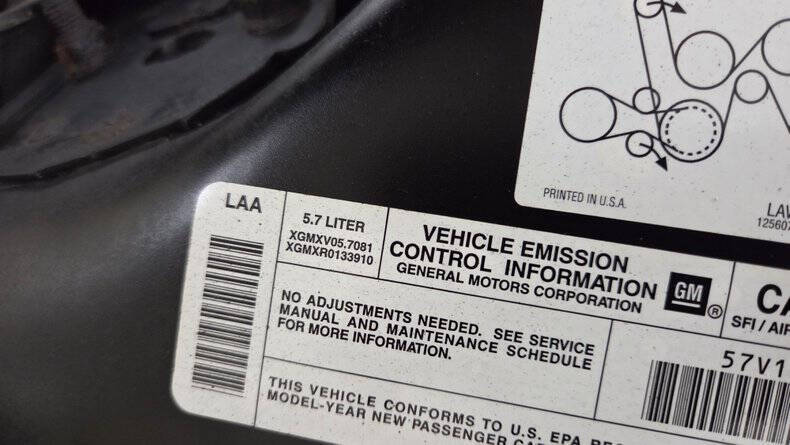 PRINTED IN U.S.A.
LAA
5.7 LITER
XGMXV05.7081
XGMXR0133910
VEHICLE EMISSION
CONTROL INFORMATION
GENERAL MOTORS CORPORATION
GM ®
SFI / AIR
NO ADJUSTMENTS NEEDED. SEE SERVICE
MANUAL AND MAINTENANCE SCHEDULE
FOR MORE INFORMATION.
57V1
THIS VEHICLE CONFORMS TO U.S. EPA
MODEL-YEAR NEW PASSENGER